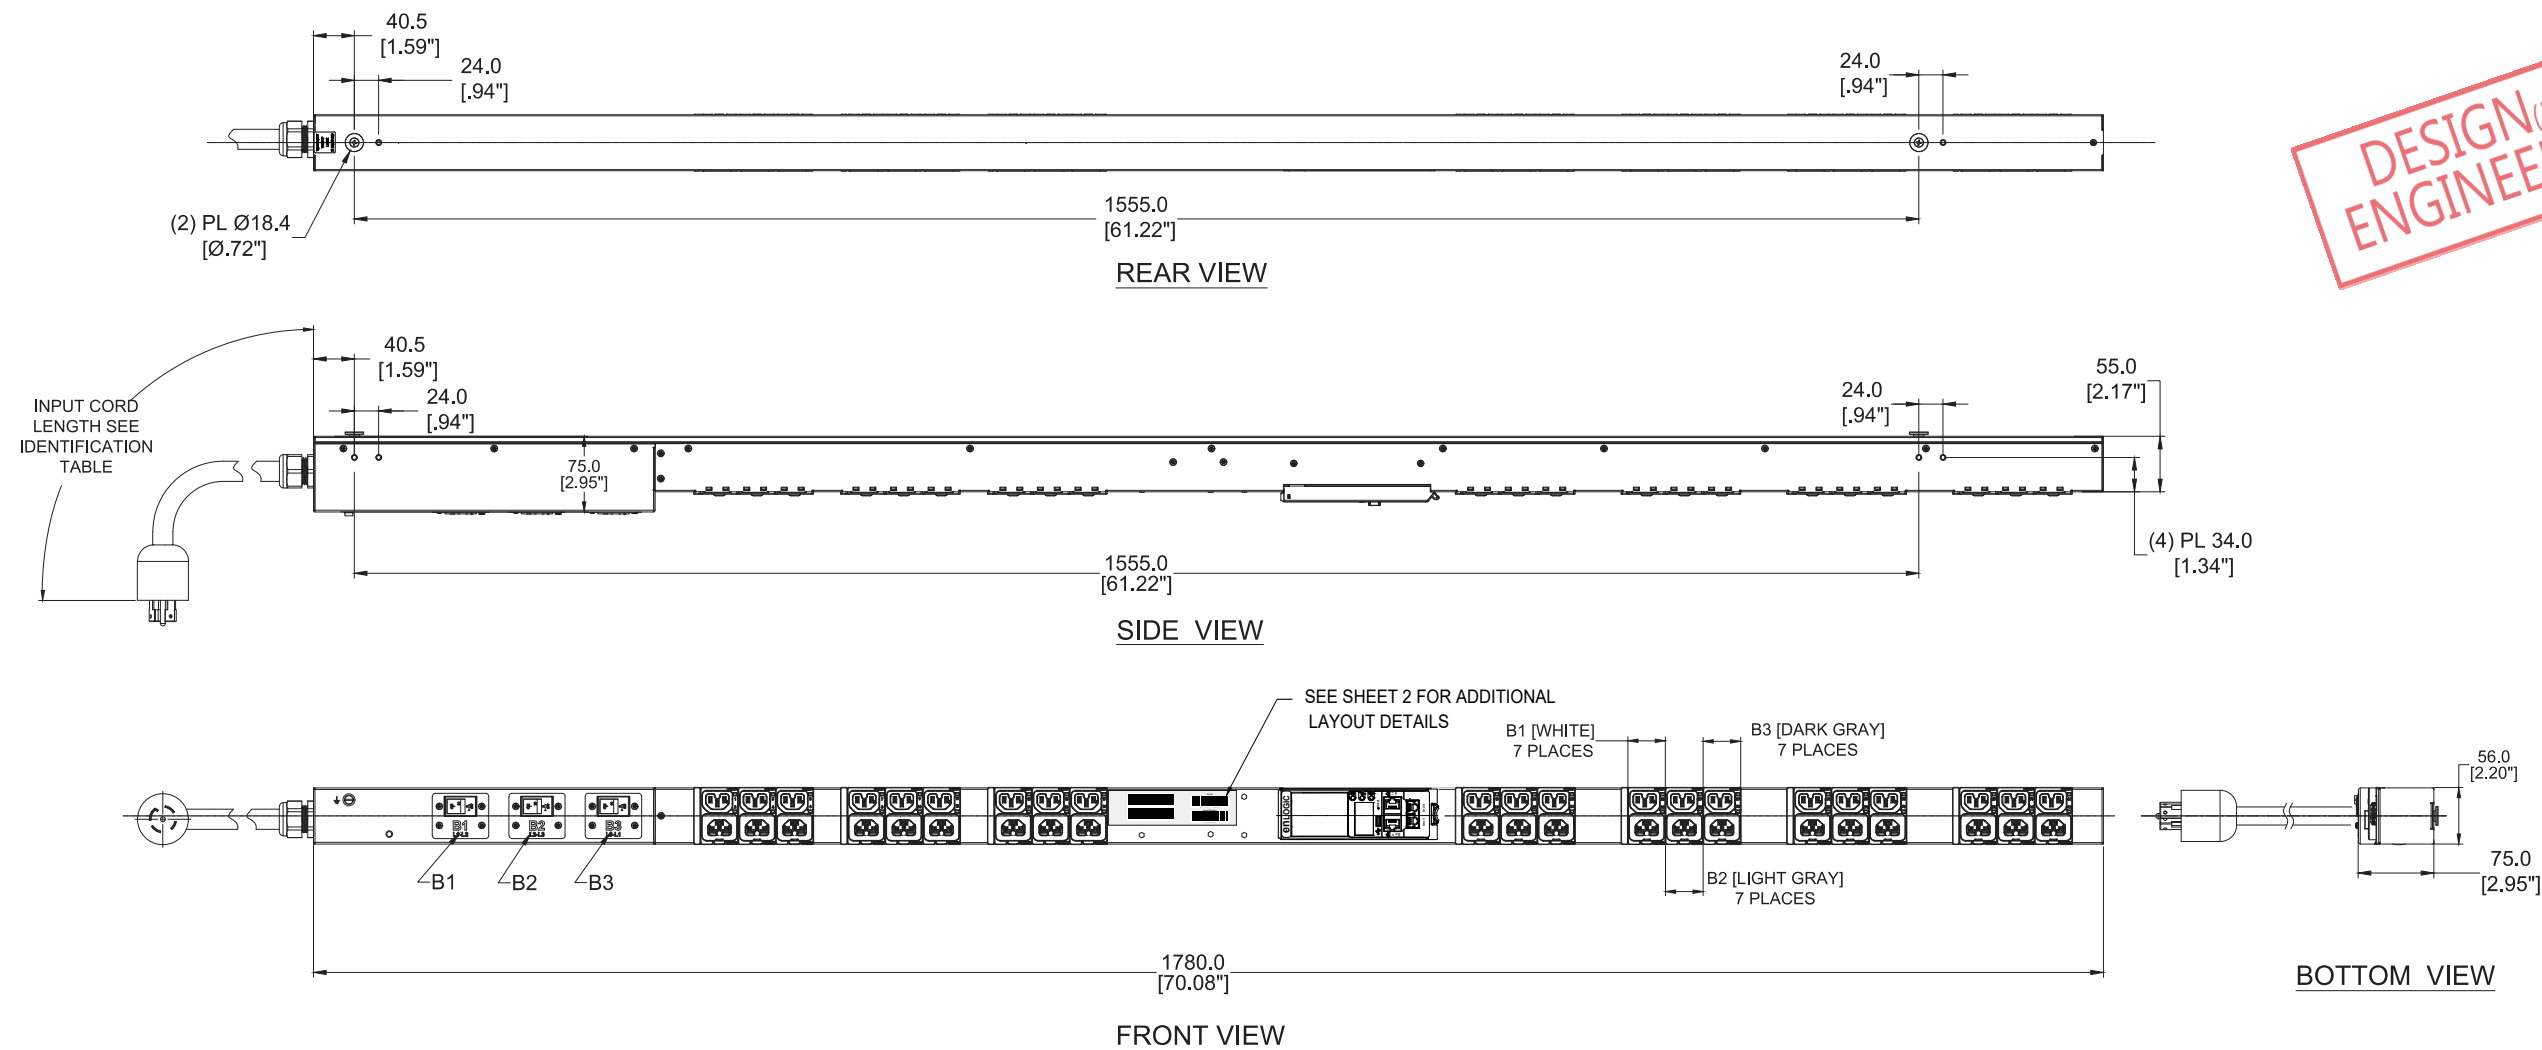 40.5
[1.59"]
24.0
[.94"]
24.0
[.94"]
(2) PL Ø18.4
[Ø.72"]
1555.0
[61.22"]
REAR VIEW
DESIGN
ENGINEE
40.5
[1.59"]
24.0
[.94"]
INPUT CORD
LENGTH SEE
IDENTIFICATION
TABLE
75.0
[2.95"]
24.0
[.94"]
55.0
[2.17"]
(4) PL 34.0
[1.34"]
1555.0
[61.22"]
SIDE VIEW
SEE SHEET 2 FOR ADDITIONAL
LAYOUT DETAILS
B1 [WHITE]
7 PLACES
B3 [DARK GRAY]
7 PLACES
B1
B2
B3
enlogic
B1
B2
B3
B2 [LIGHT GRAY]
7 PLACES
56.0
[2.20"]
75.0
[2.95"]
1780.0
[70.08"]
BOTTOM VIEW
FRONT VIEW